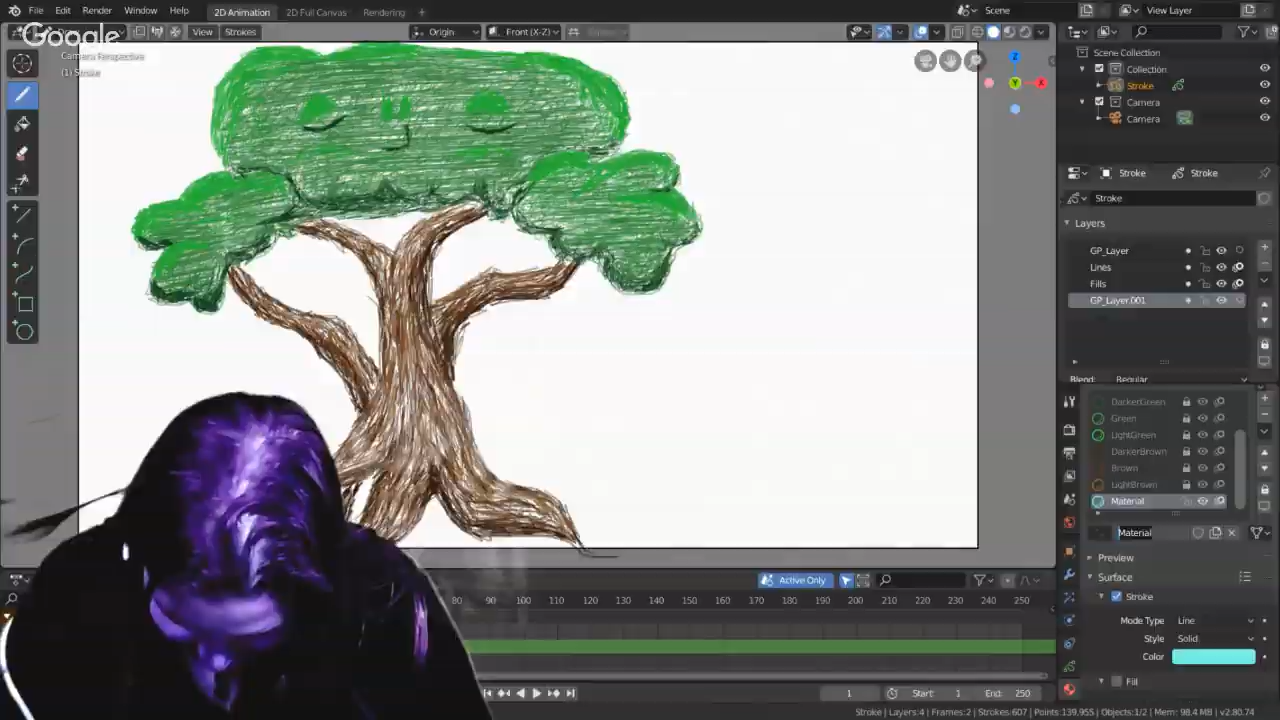 File Edit Render Window Help 2D Animation 2D Full Canvas Rendering + Scene View Layer
Google
View Strokes Origin Front (X-Z)
Camera Perspective
(1) Stroke
Z
Y
X
Scene Collection
Collection
Stroke
Camera
Camera
Stroke Stroke
Stroke
Layers
GP_Layer
Lines
Fills
GP_Layer.001
Blend: Regular
DarkerGreen
Green
LightGreen
DarkerBrown
Brown
LightBrown
Material
Material
Preview
Surface
Stroke
Mode Type Line
Style Solid
Color
Fill
Active Only
80 90 100 110 120 130 140 150 160 170 180 190 200 210 220 230 240 250
1 Start: 1 End: 250
Stroke | Layers:4 | Frames:2 | Strokes:607 | Points:139,955 | Objects:1/2 | Mem: 98.4 MB | v2.80.74